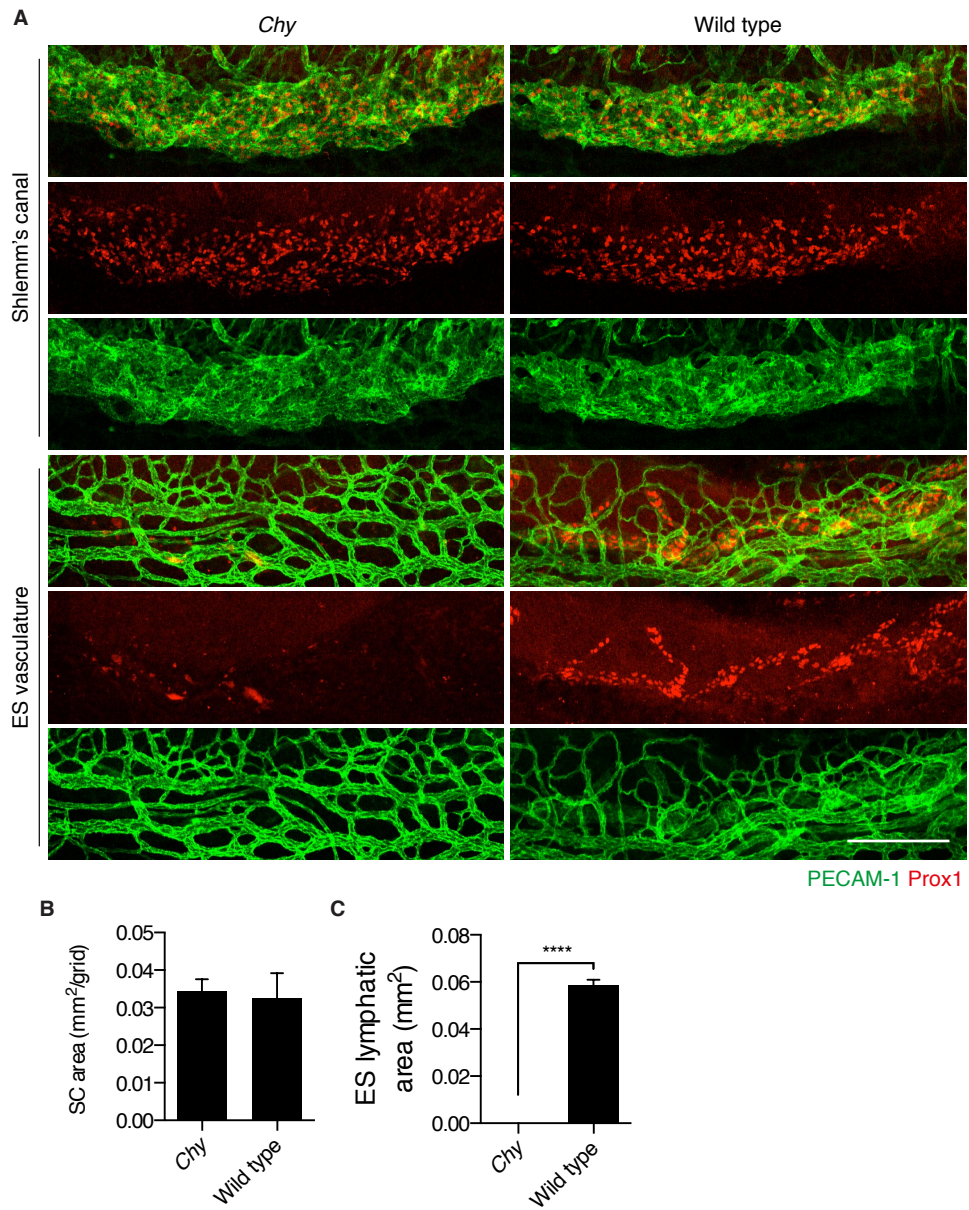 A
Chy
Wild type
Shlemm's canal
ES vasculature
PECAM-1 Prox1
B
SC area (mm2/grid)
0.05
0.04
0.03
0.02
0.01
0.00
Chy
Wild type
C
ES lymphatic
area (mm2)
0.08
0.06
0.04
0.02
0.00
****
Chy
Wild type